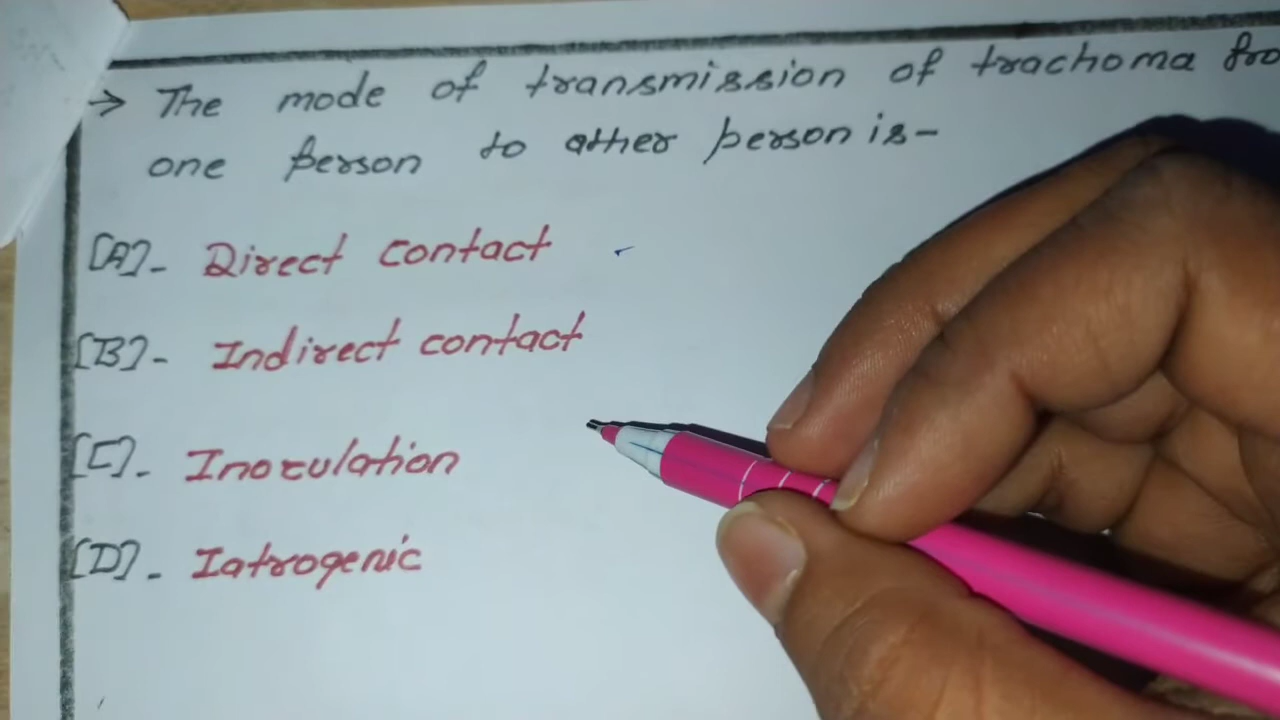 → The mode of transmission of trachoma fro
one person to other person is-
[A]- Direct contact
[B]- Indirect contact
[C]. Inoculation
[D]. Iatrogenic